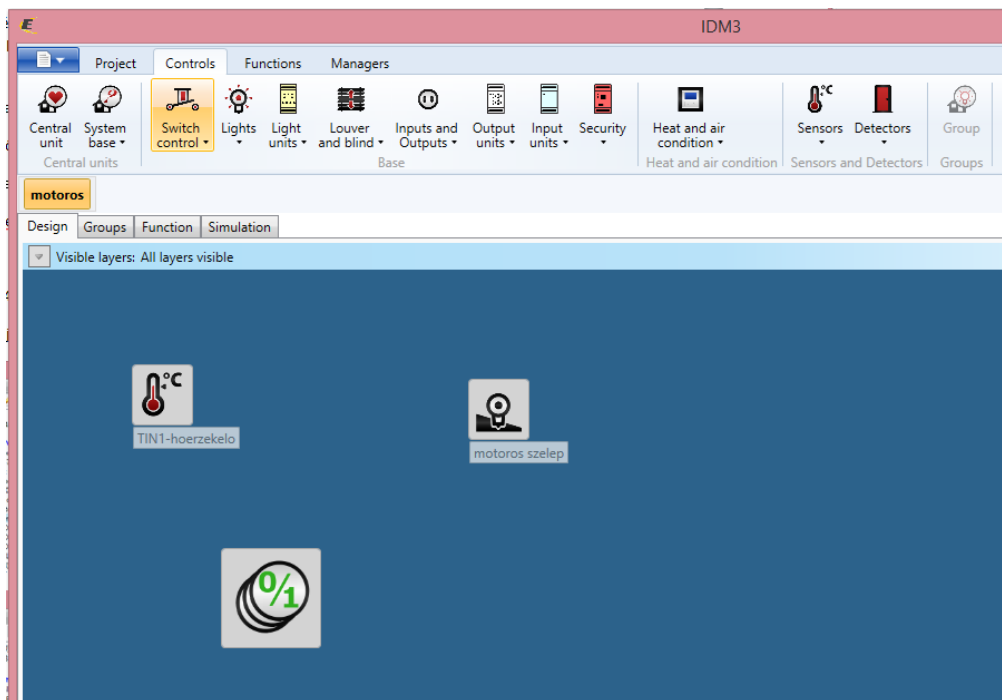 E
IDM3
Project Controls Functions Managers
Central unit System base Switch control Lights Light units Louver and blind Inputs and Outputs Output units Input units Security Heat and air condition Sensors Detectors Group
Central units Base Heat and air condition Sensors and Detectors Groups
motoros
Design Groups Function Simulation
Visible layers: All layers visible
°C
TIN1-hoerzekelo
motoros szelep
0/1